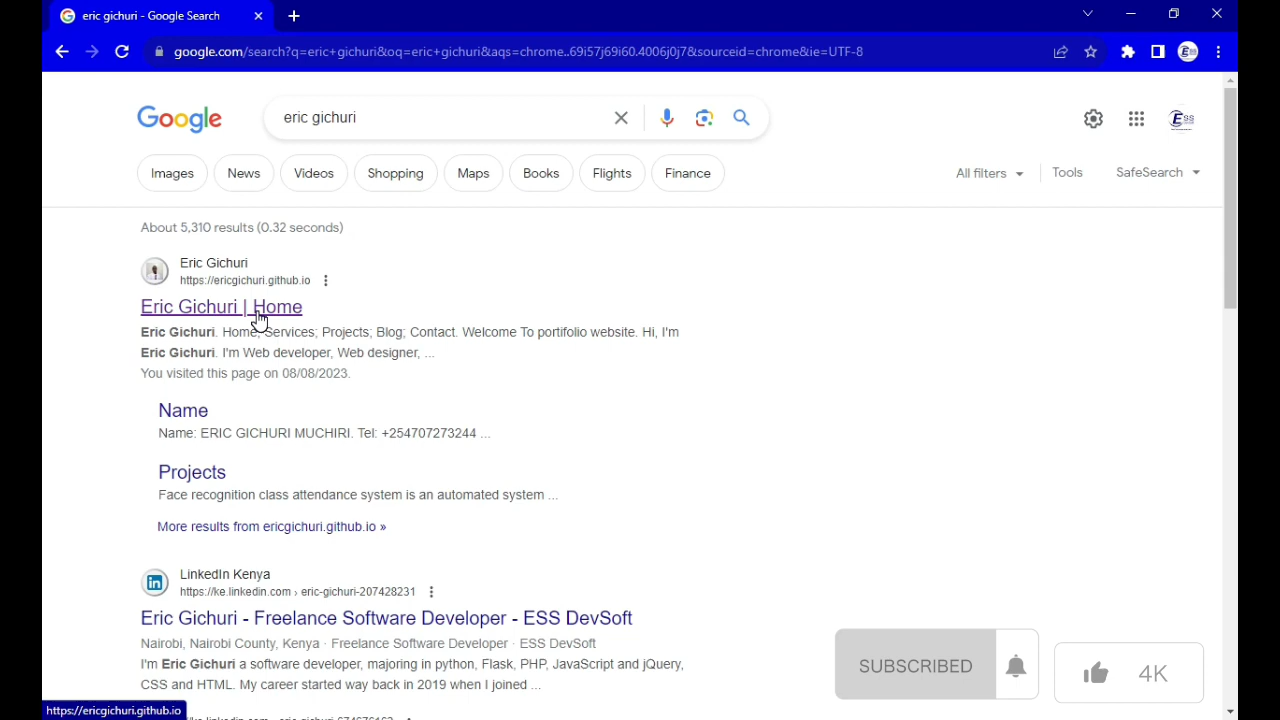 eric gichuri - Google Search
google.com/search?q=eric+gichuri&oq=eric+gichuri&aqs=chrome..69i57j69i60.4006j0j7&sourceid=chrome&ie=UTF-8
ESS
Google
eric gichuri
ESS
Images
News
Videos
Shopping
Maps
Books
Flights
Finance
All filters
Tools
SafeSearch
About 5,310 results (0.32 seconds)
Eric Gichuri
https://ericgichuri.github.io
Eric Gichuri | Home
Eric Gichuri. Home; Services; Projects; Blog; Contact. Welcome To portifolio website. Hi, I'm
Eric Gichuri. I'm Web developer, Web designer, ...
You visited this page on 08/08/2023.
Name
Name: ERIC GICHURI MUCHIRI. Tel: +254707273244 ...
Projects
Face recognition class attendance system is an automated system ...
More results from ericgichuri.github.io »
LinkedIn Kenya
https://ke.linkedin.com › eric-gichuri-207428231
Eric Gichuri - Freelance Software Developer - ESS DevSoft
Nairobi, Nairobi County, Kenya · Freelance Software Developer · ESS DevSoft
I'm Eric Gichuri a software developer, majoring in python, Flask, PHP, JavaScript and jQuery,
CSS and HTML. My career started way back in 2019 when I joined ...
SUBSCRIBED
4K
https://ericgichuri.github.io